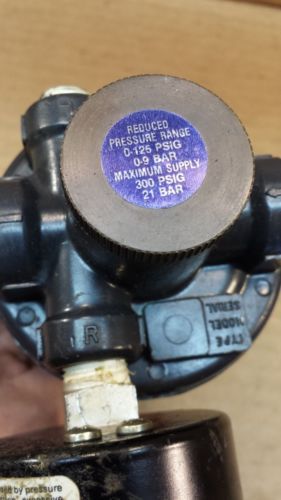 REDUCED
PRESSURE RANGE
0-125 PSIG
0-9 BAR
MAXIMUM SUPPLY
300 PSIG
21 BAR
TYPE
MODEL
SERIAL
R
by pressure